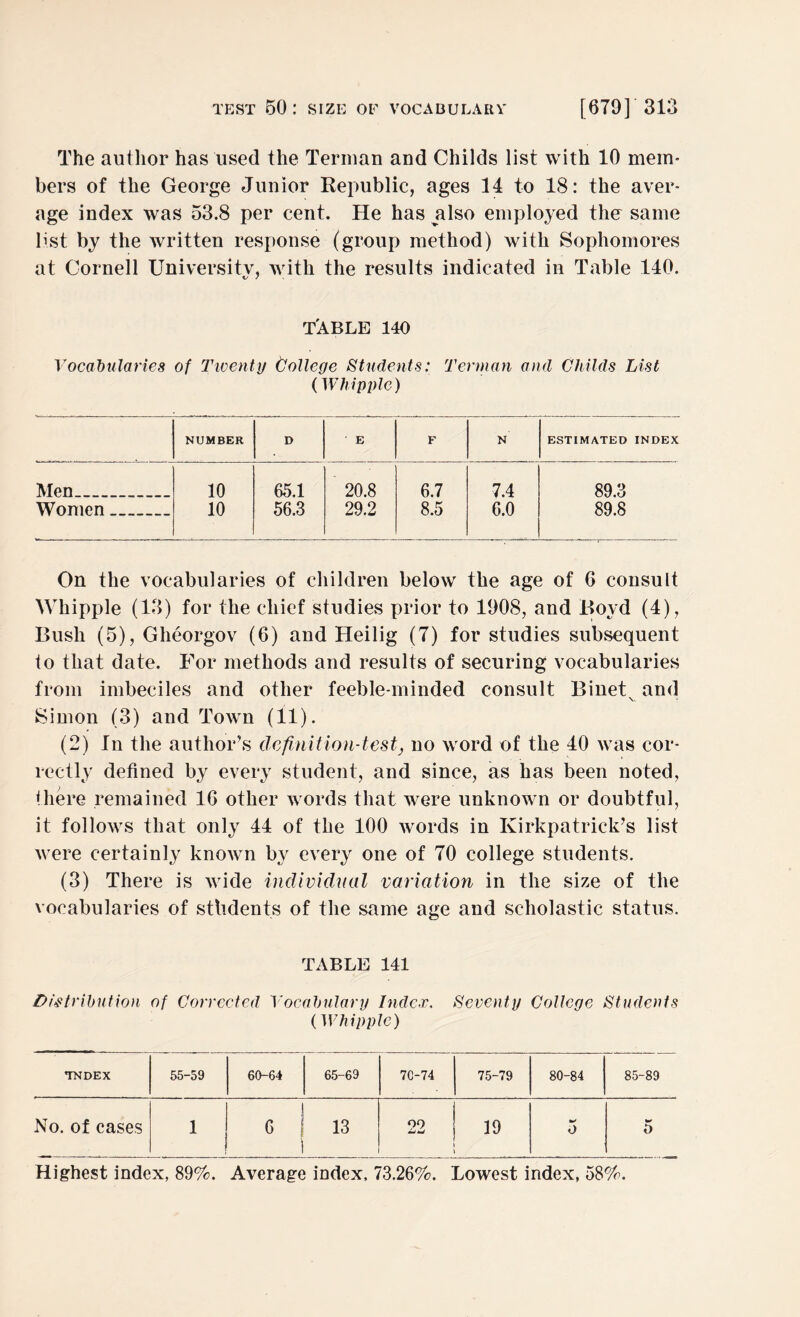 TEST 50: SIZE OF VOCABULARY [679] 313
The author has used the Terman and Childs list with 10 mem-
bers of the George Junior Republic, ages 14 to 18: the aver-
age index was 53.8 per cent. He has also employed the same
list by the written response (group method) with Sophomores
at Cornell University, with the results indicated in Table 140.
TABLE 140
Vocabularies of Twenty College Students: Terman and Childs List
(Whipple)
NUMBER D E F N ESTIMATED INDEX
Men 10 65.1 20.8 6.7 7.4 89.3
Women 10 56.3 29.2 8.5 6.0 89.8
On the vocabularies of children below the age of 6 consult
Whipple (13) for the chief studies prior to 1908, and Boyd (4),
Bush (5), Ghéorgov (6) and Heilig (7) for studies subsequent
to that date. For methods and results of securing vocabularies
from imbeciles and other feeble-minded consult Binet and
Simon (3) and Town (11).
(2) In the author's definition-test, no word of the 40 was cor-
rectly defined by every student, and since, as has been noted,
there remained 16 other words that were unknown or doubtful,
it follows that only 44 of the 100 words in Kirkpatrick's list
were certainly known by every one of 70 college students.
(3) There is wide individual variation in the size of the
vocabularies of students of the same age and scholastic status.
TABLE 141
Distribution of Corrected Vocabulary Index. Seventy College Students
(Whipple)
INDEX 55-59 60-64 65-69 70-74 75-79 80-84 85-89
No. of cases 1 6 13 22 19 5 5
Highest index, 89%. Average index, 73.26%. Lowest index, 58%.